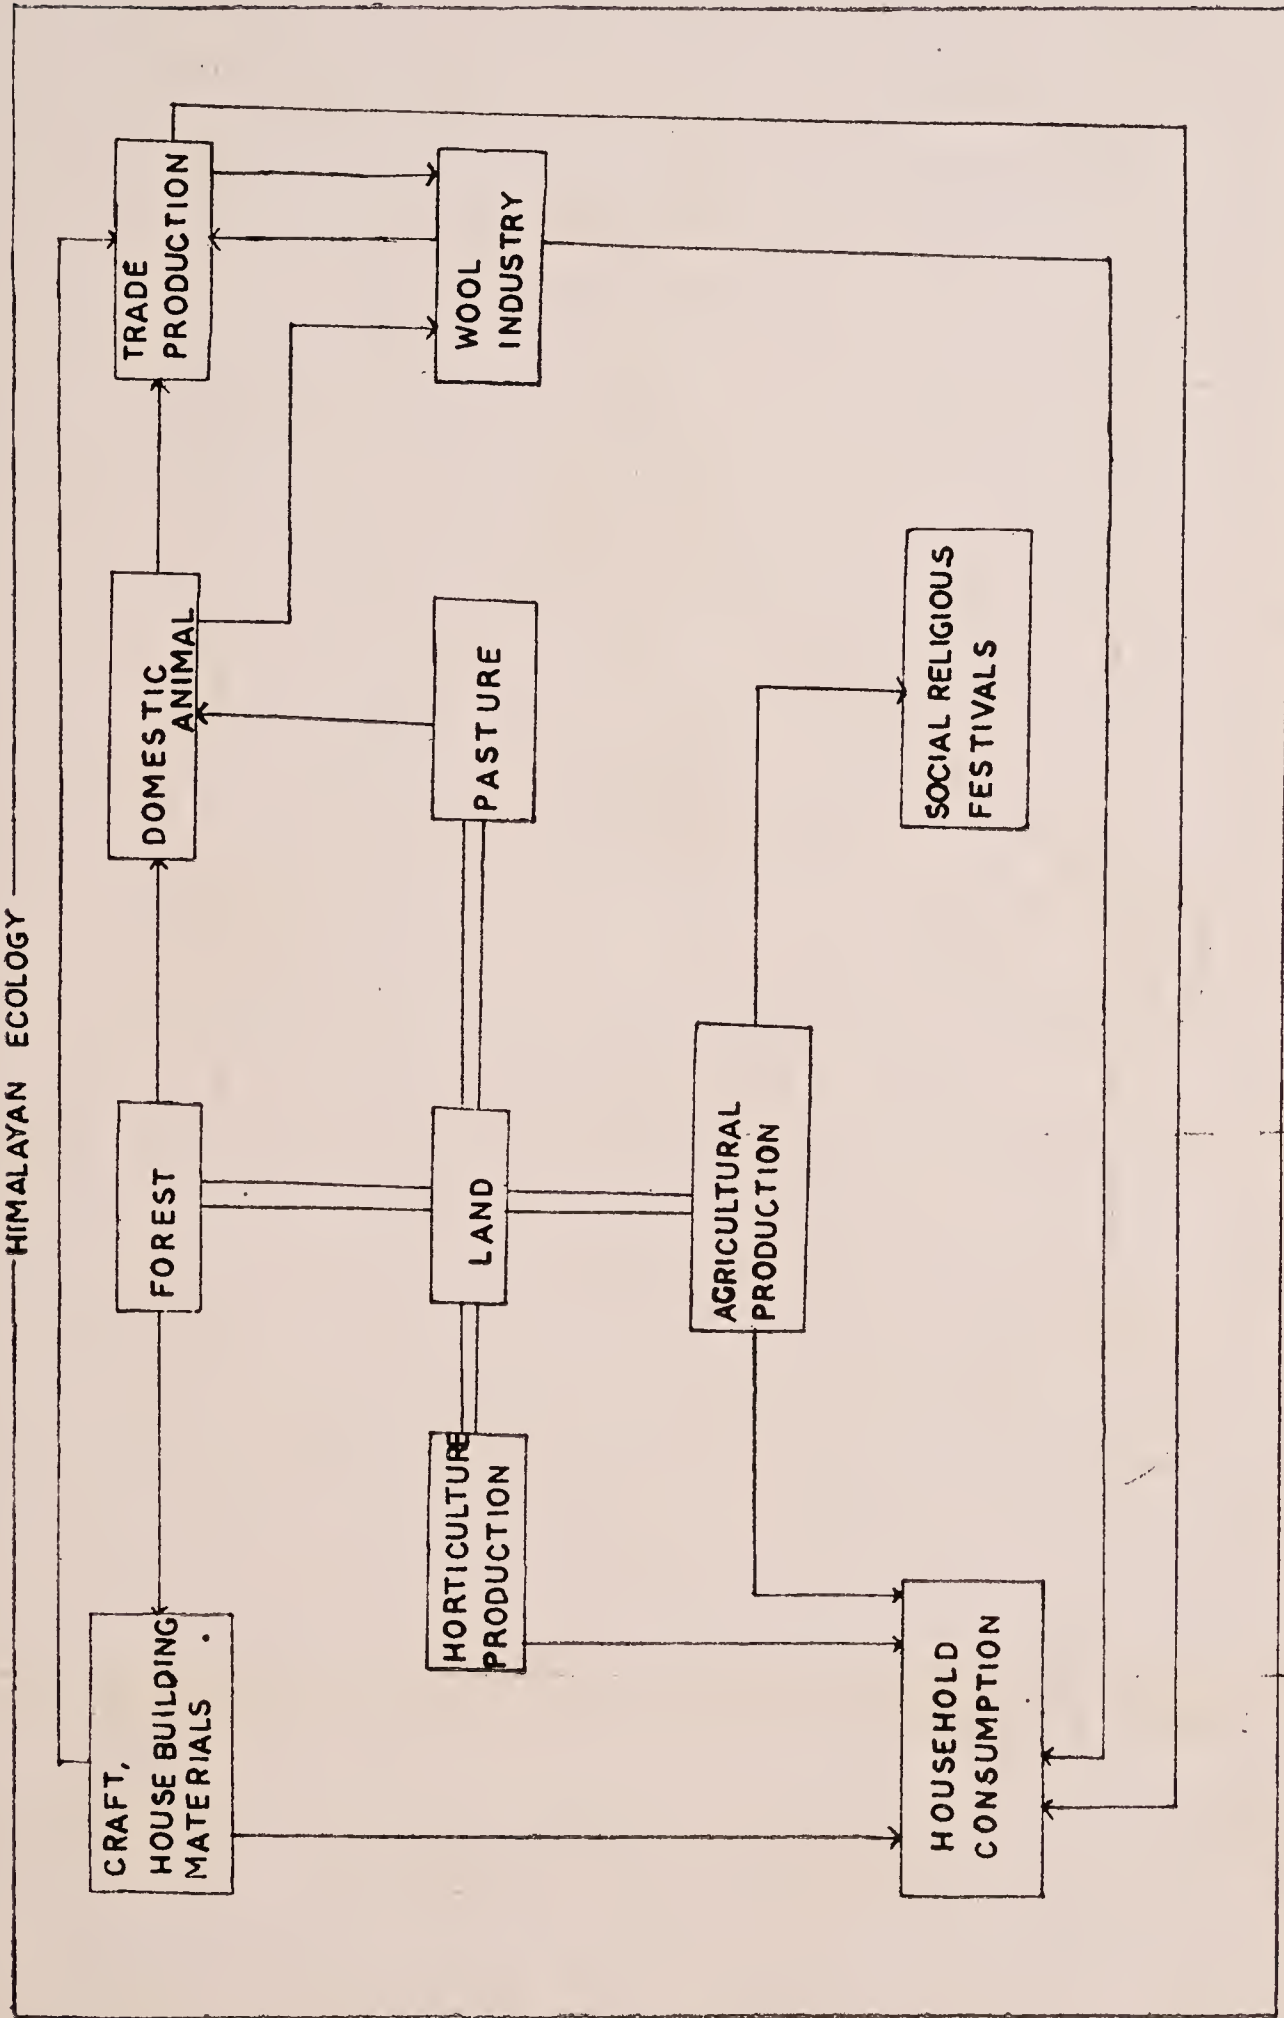 HIMALAYAN ECOLOGY
CRAFT,
HOUSE BUILDING
MATERIALS
FOREST
DOMESTIC
ANIMAL
TRADE
PRODUCTION
HORTICULTURE
PRODUCTION
LAND
PASTURE
WOOL
INDUSTRY
AGRICULTURAL
PRODUCTION
HOUSEHOLD
CONSUMPTION
SOCIAL RELIGIOUS
FESTIVALS